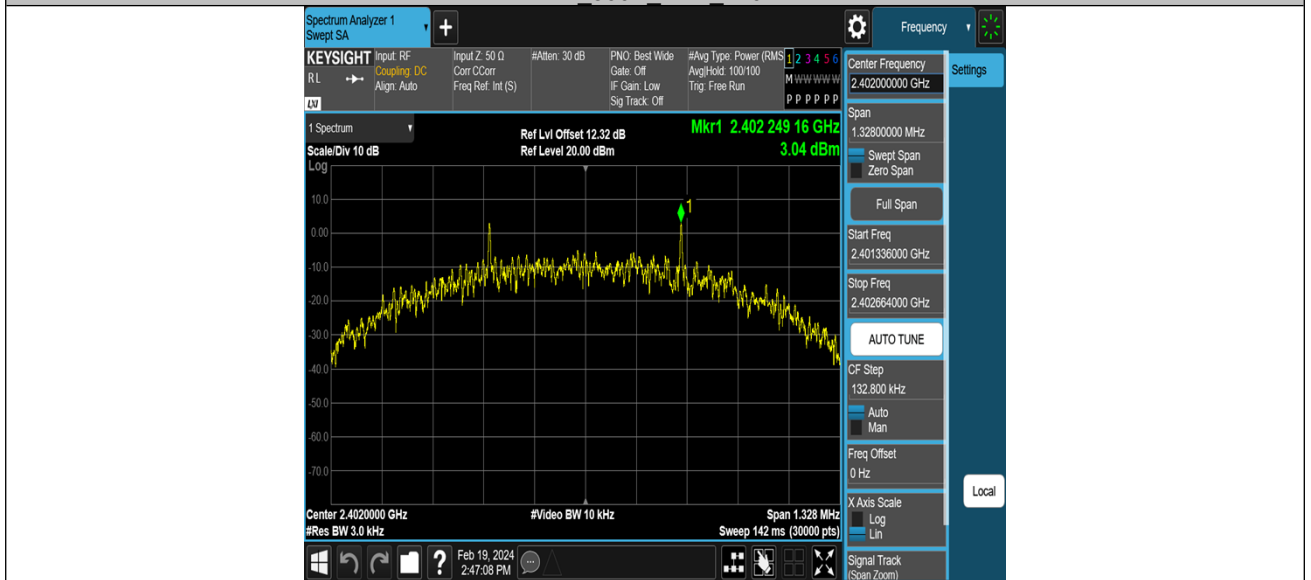 Spectrum Analyzer 1
Swept SA
+
Frequency
KEYSIGHT
RL
LXI
Input: RF
Coupling: DC
Align: Auto
Input Z: 50 Ω
Corr CCorr
Freq Ref: Int (S)
#Atten: 30 dB
PNO: Best Wide
Gate: Off
IF Gain: Low
Sig Track: Off
#Avg Type: Power (RMS
Avg|Hold: 100/100
Trig: Free Run
1 2 3 4 5 6
M W W W W W
P P P P P P
1 Spectrum
Scale/Div 10 dB
Log
Ref Lvl Offset 12.32 dB
Ref Level 20.00 dBm
Mkr1 2.402 249 16 GHz
3.04 dBm
1
10.0
0.00
-10.0
-20.0
-30.0
-40.0
-50.0
-60.0
-70.0
Center 2.4020000 GHz
#Res BW 3.0 kHz
#Video BW 10 kHz
Span 1.328 MHz
Sweep 142 ms (30000 pts)
?
Feb 19, 2024
2:47:08 PM
Center Frequency
2.402000000 GHz
Span
1.32800000 MHz
Swept Span
Zero Span
Full Span
Start Freq
2.401336000 GHz
Stop Freq
2.402664000 GHz
AUTO TUNE
CF Step
132.800 kHz
Auto
Man
Freq Offset
0 Hz
X Axis Scale
Log
Lin
Signal Track
(Span Zoom)
Settings
Local